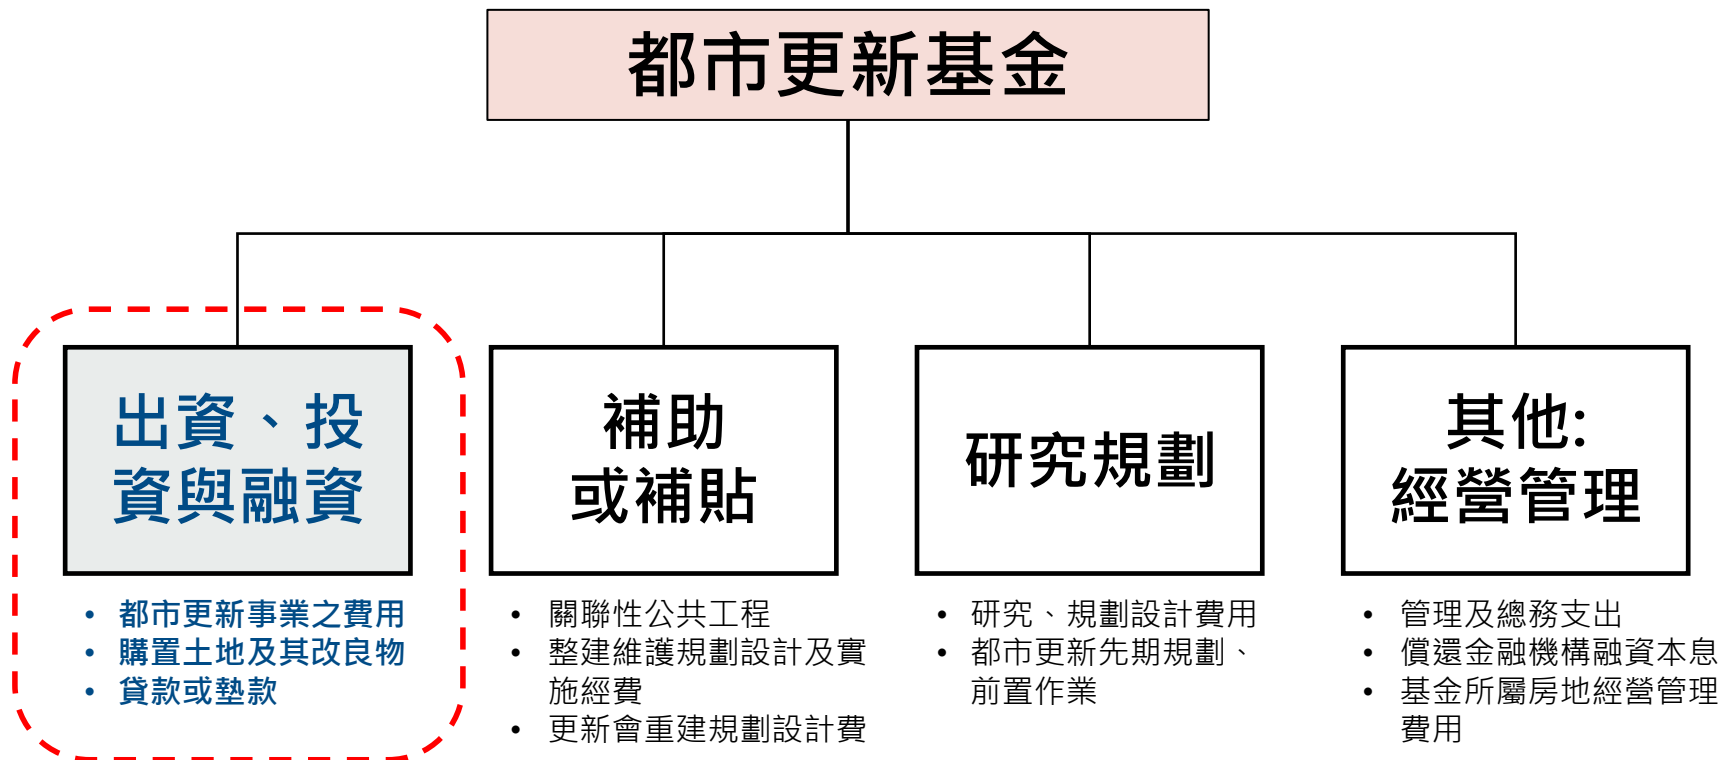 都市更新基金
出資、投
資與融資
• 都市更新事業之費用
• 購置土地及其改良物
• 貸款或墊款
補助
或補貼
• 關聯性公共工程
• 整建維護規劃設計及實
施經費
• 更新會重建規劃設計費
研究規劃
• 研究、規劃設計費用
• 都市更新先期規劃、
前置作業
其他:
經營管理
• 管理及總務支出
• 償還金融機構融資本息
• 基金所屬房地經營管理
費用